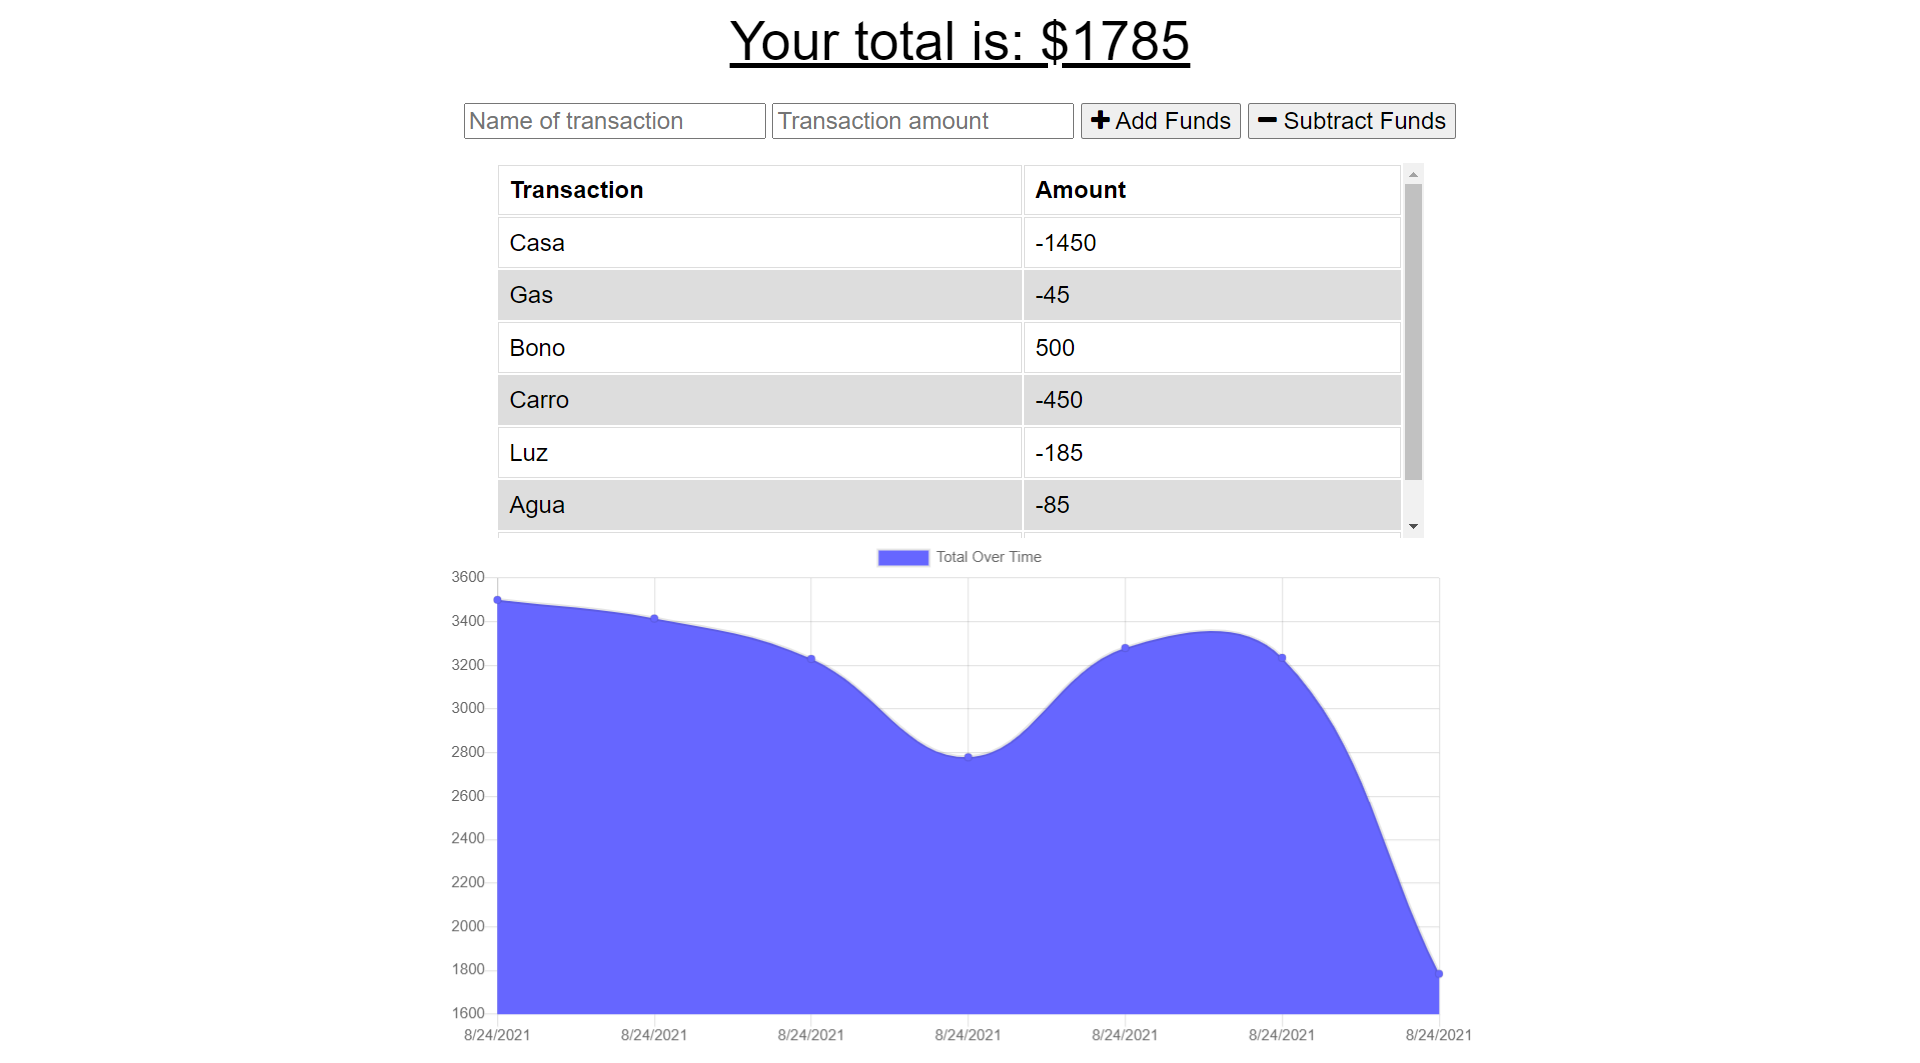 Your total is: $1785
Name of transaction Transaction amount Add Funds Subtract Funds
Transaction Amount
Casa -1450
Gas -45
Bono 500
Carro -450
Luz -185
Agua -85
Total Over Time
3600
3400
3200
3000
2800
2600
2400
2200
2000
1800
1600
8/24/2021 8/24/2021 8/24/2021 8/24/2021 8/24/2021 8/24/2021 8/24/2021